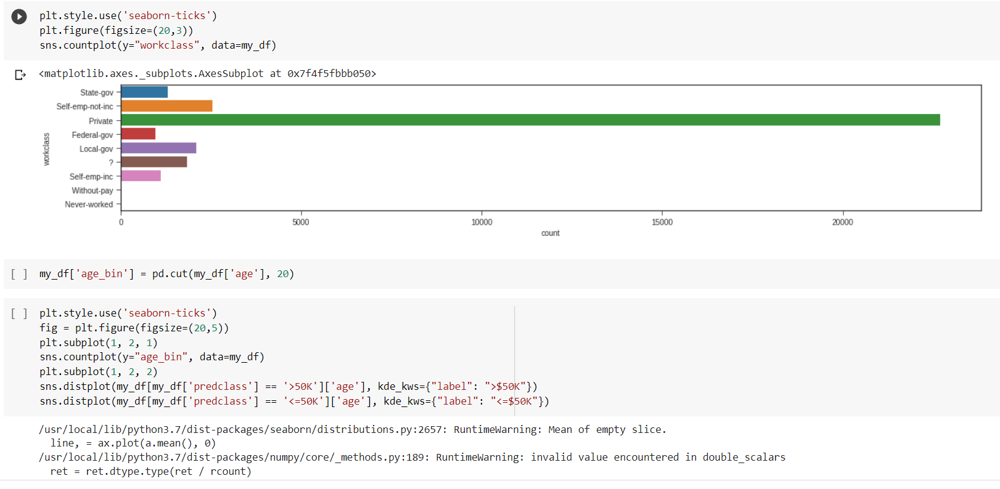 plt.style.use('seaborn-ticks')
plt.figure(figsize=(20,3))
sns.countplot(y="workclass", data=my_df)
<matplotlib.axes._subplots.AxesSubplot at 0x7f4f5fbbb050>
State-gov
Self-emp-not-inc
Private
Federal-gov
Local-gov
?
Self-emp-inc
Without-pay
Never-worked
workclass
0 5000 10000 15000 20000
count
[ ] my_df['age_bin'] = pd.cut(my_df['age'], 20)
[ ] plt.style.use('seaborn-ticks')
fig = plt.figure(figsize=(20,5))
plt.subplot(1, 2, 1)
sns.countplot(y="age_bin", data=my_df)
plt.subplot(1, 2, 2)
sns.distplot(my_df[my_df['predclass'] == '>50K']['age'], kde_kws={"label": ">$50K"})
sns.distplot(my_df[my_df['predclass'] == '<=50K']['age'], kde_kws={"label": "<=$50K"})
/usr/local/lib/python3.7/dist-packages/seaborn/distributions.py:2657: RuntimeWarning: Mean of empty slice.
line, = ax.plot(a.mean(), 0)
/usr/local/lib/python3.7/dist-packages/numpy/core/_methods.py:189: RuntimeWarning: invalid value encountered in double_scalars
ret = ret.dtype.type(ret / rcount)